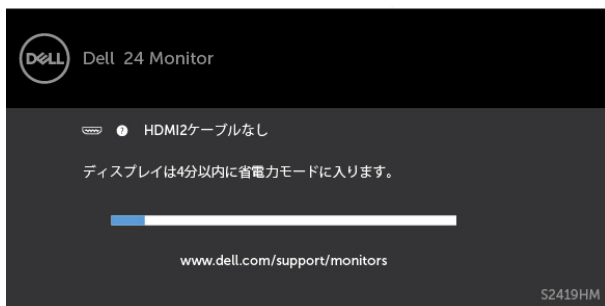 DELL
Dell 24 Monitor
? HDMI2ケーブルなし
ディスプレイは4分以内に省電力モードに入ります。
www.dell.com/support/monitors
S2419HM